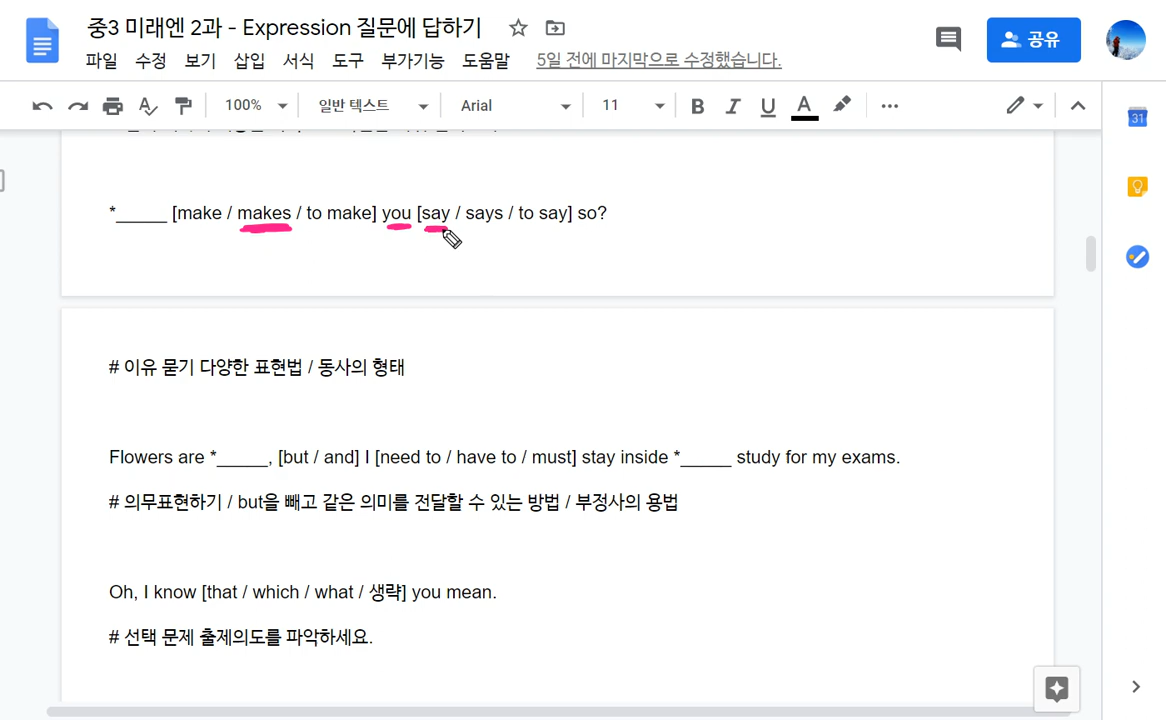 중3 미래엔 2과 - Expression 질문에 답하기
공유
파일 수정 보기 삽입 서식 도구 부가기능 도움말 5일 전에 마지막으로 수정했습니다.
100% 일반 텍스트 Arial 11 B I U A
31
*_____ [make / makes / to make] you [say / says / to say] so?
# 이유 묻기 다양한 표현법 / 동사의 형태
Flowers are *_____, [but / and] I [need to / have to / must] stay inside *_____ study for my exams.
# 의무표현하기 / but을 빼고 같은 의미를 전달할 수 있는 방법 / 부정사의 용법
Oh, I know [that / which / what / 생략] you mean.
# 선택 문제 출제의도를 파악하세요.